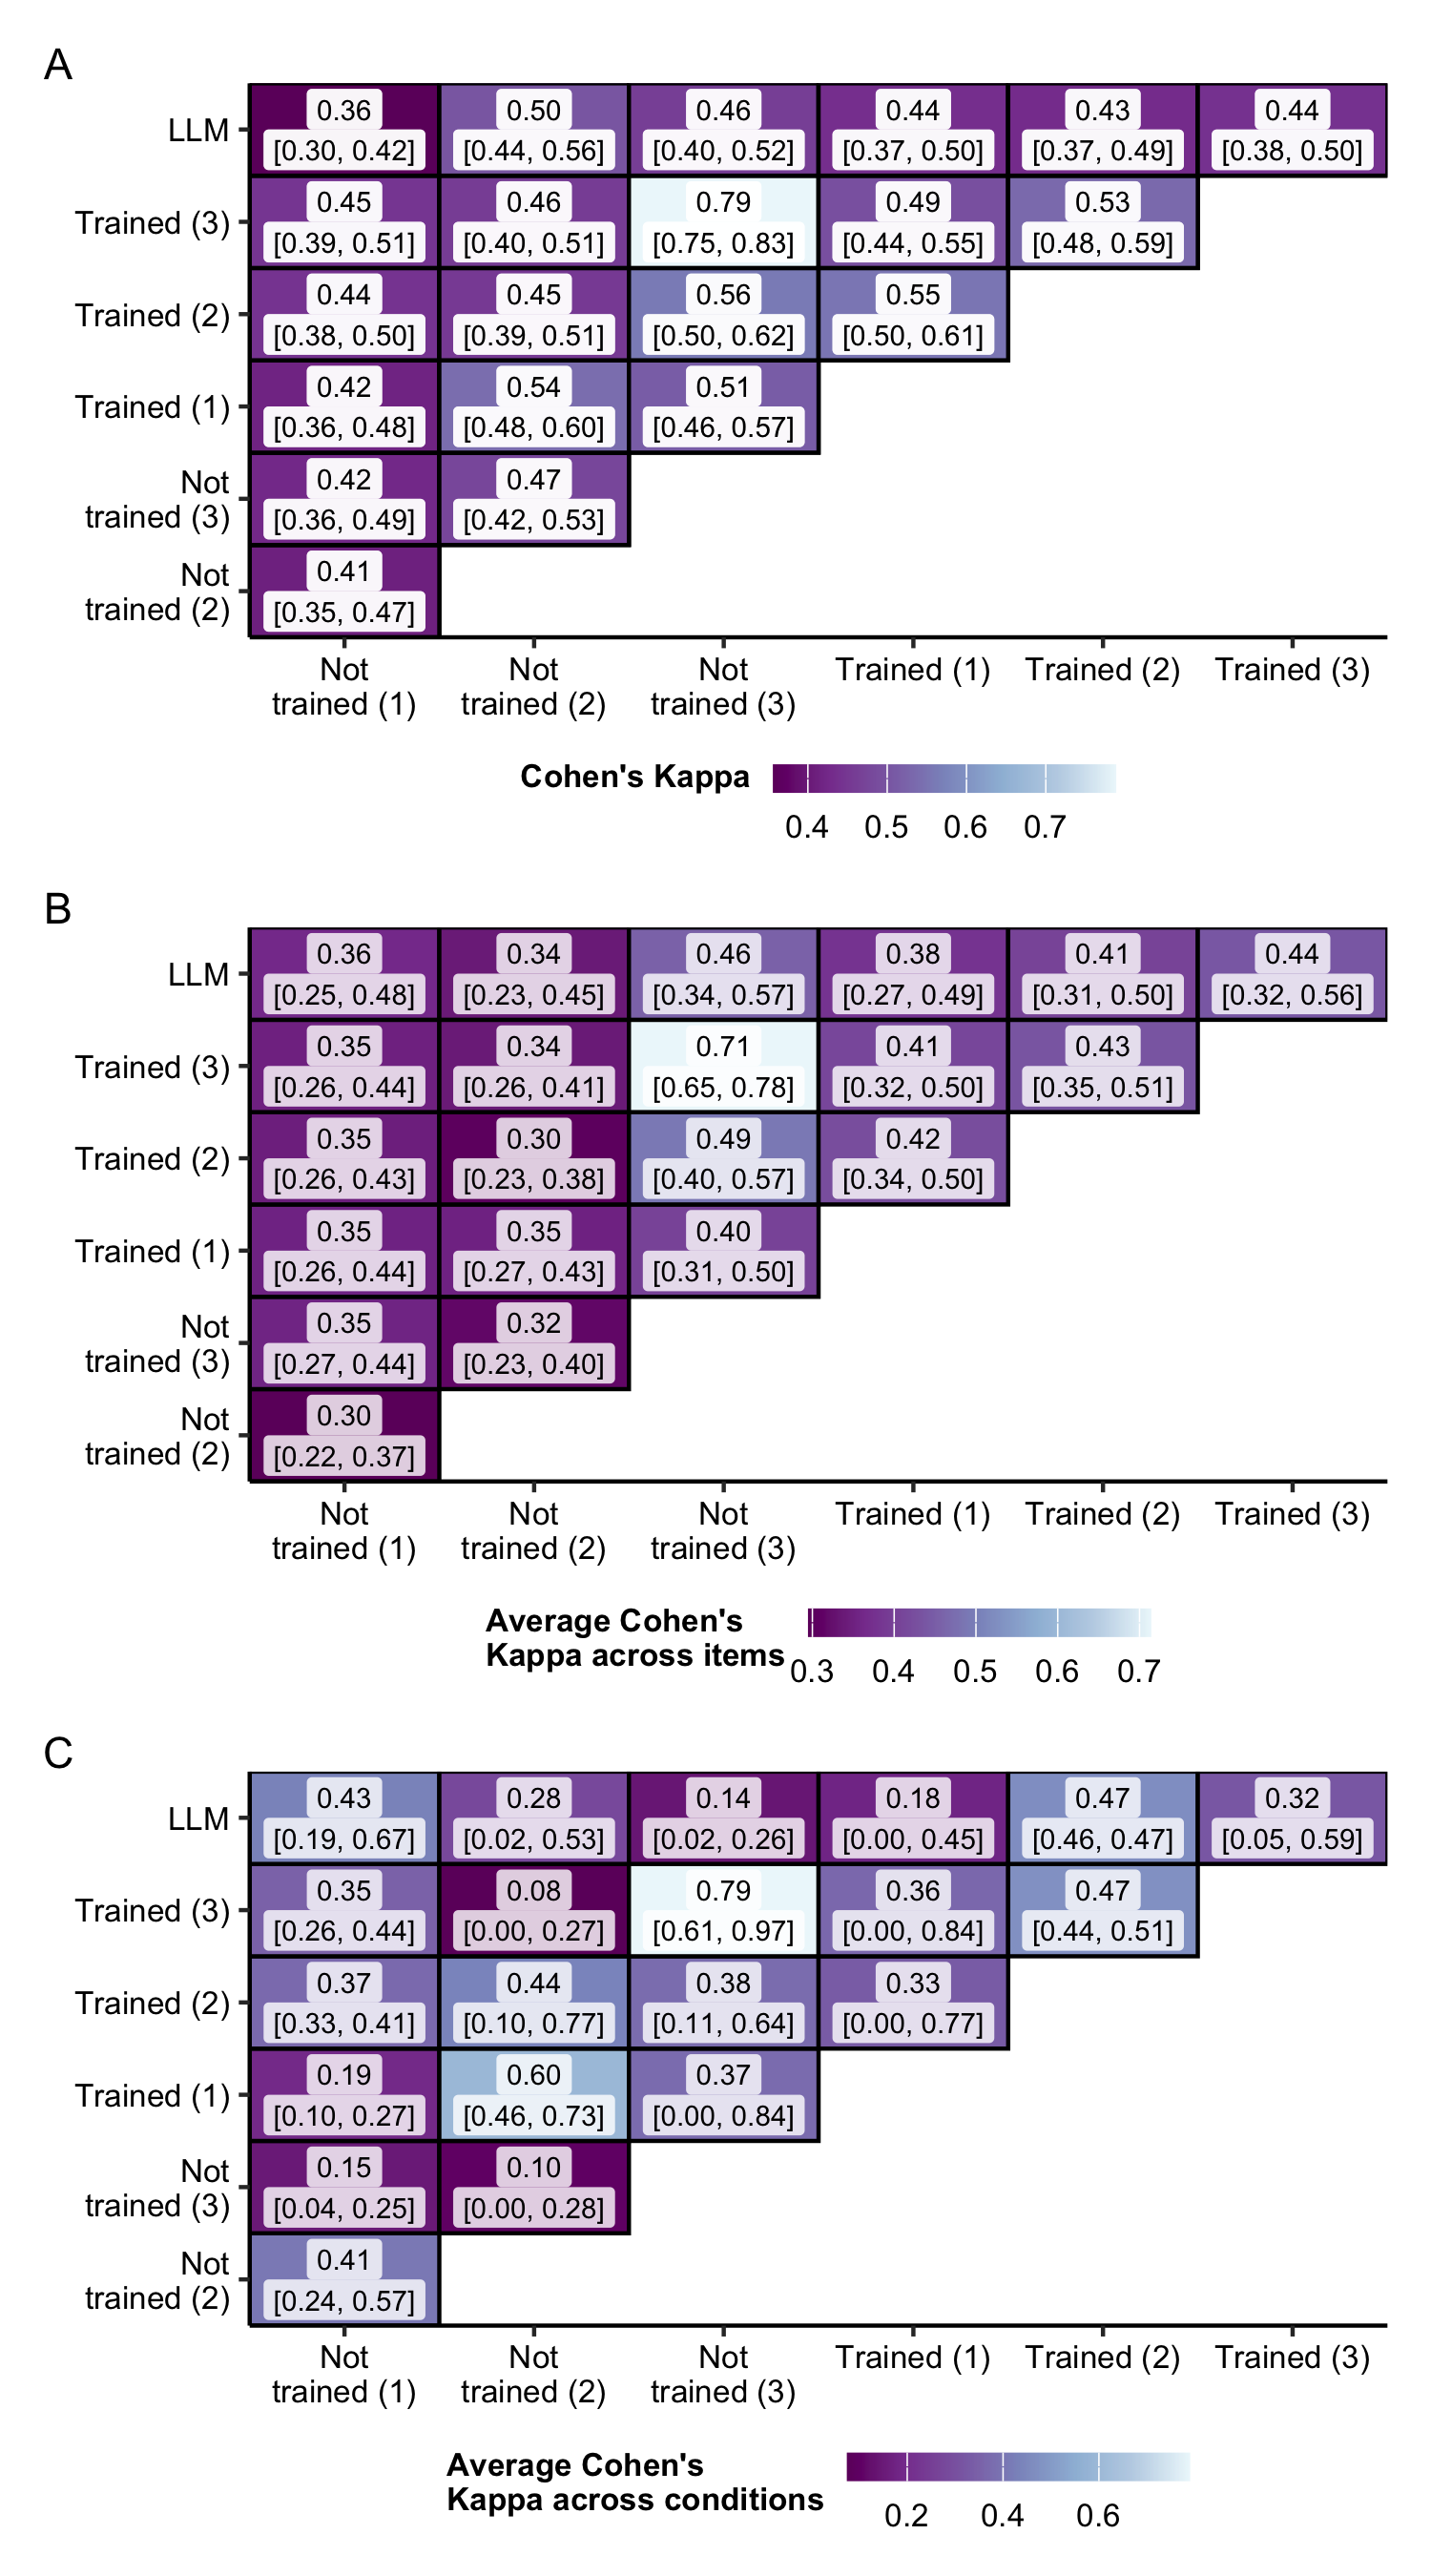 A
LLM
0.36
0.50
0.46
0.44
0.43
0.44
[0.30, 0.42]
[0.44, 0.56]
[0.40, 0.52]
[0.37, 0.50]
[0.37, 0.49]
[0.38, 0.50]
Trained (3)
0.45
0.46
0.79
0.49
0.53
[0.39, 0.51]
[0.40, 0.51]
[0.75, 0.83]
[0.44, 0.55]
[0.48, 0.59]
Trained (2)
0.44
0.45
0.56
0.55
[0.38, 0.50]
[0.39, 0.51]
[0.50, 0.62]
[0.50, 0.61]
Trained (1)
0.42
0.54
0.51
[0.36, 0.48]
[0.48, 0.60]
[0.46, 0.57]
Not
trained (3)
0.42
0.47
[0.36, 0.49]
[0.42, 0.53]
Not
trained (2)
0.41
[0.35, 0.47]
Not
trained (1)
Not
trained (2)
Not
trained (3)
Trained (1)
Trained (2)
Trained (3)
Cohen's Kappa
0.4 0.5 0.6 0.7
B
LLM
0.36
0.34
0.46
0.38
0.41
0.44
[0.25, 0.48]
[0.23, 0.45]
[0.34, 0.57]
[0.27, 0.49]
[0.31, 0.50]
[0.32, 0.56]
Trained (3)
0.35
0.34
0.71
0.41
0.43
[0.26, 0.44]
[0.26, 0.41]
[0.65, 0.78]
[0.32, 0.50]
[0.35, 0.51]
Trained (2)
0.35
0.30
0.49
0.42
[0.26, 0.43]
[0.23, 0.38]
[0.40, 0.57]
[0.34, 0.50]
Trained (1)
0.35
0.35
0.40
[0.26, 0.44]
[0.27, 0.43]
[0.31, 0.50]
Not
trained (3)
0.35
0.32
[0.27, 0.44]
[0.23, 0.40]
Not
trained (2)
0.30
[0.22, 0.37]
Not
trained (1)
Not
trained (2)
Not
trained (3)
Trained (1)
Trained (2)
Trained (3)
Average Cohen's
Kappa across items
0.3 0.4 0.5 0.6 0.7
C
LLM
0.43
0.28
0.14
0.18
0.47
0.32
[0.19, 0.67]
[0.02, 0.53]
[0.02, 0.26]
[0.00, 0.45]
[0.46, 0.47]
[0.05, 0.59]
Trained (3)
0.35
0.08
0.79
0.36
0.47
[0.26, 0.44]
[0.00, 0.27]
[0.61, 0.97]
[0.00, 0.84]
[0.44, 0.51]
Trained (2)
0.37
0.44
0.38
0.33
[0.33, 0.41]
[0.10, 0.77]
[0.11, 0.64]
[0.00, 0.77]
Trained (1)
0.19
0.60
0.37
[0.10, 0.27]
[0.46, 0.73]
[0.00, 0.84]
Not
trained (3)
0.15
0.10
[0.04, 0.25]
[0.00, 0.28]
Not
trained (2)
0.41
[0.24, 0.57]
Not
trained (1)
Not
trained (2)
Not
trained (3)
Trained (1)
Trained (2)
Trained (3)
Average Cohen's
Kappa across conditions
0.2 0.4 0.6